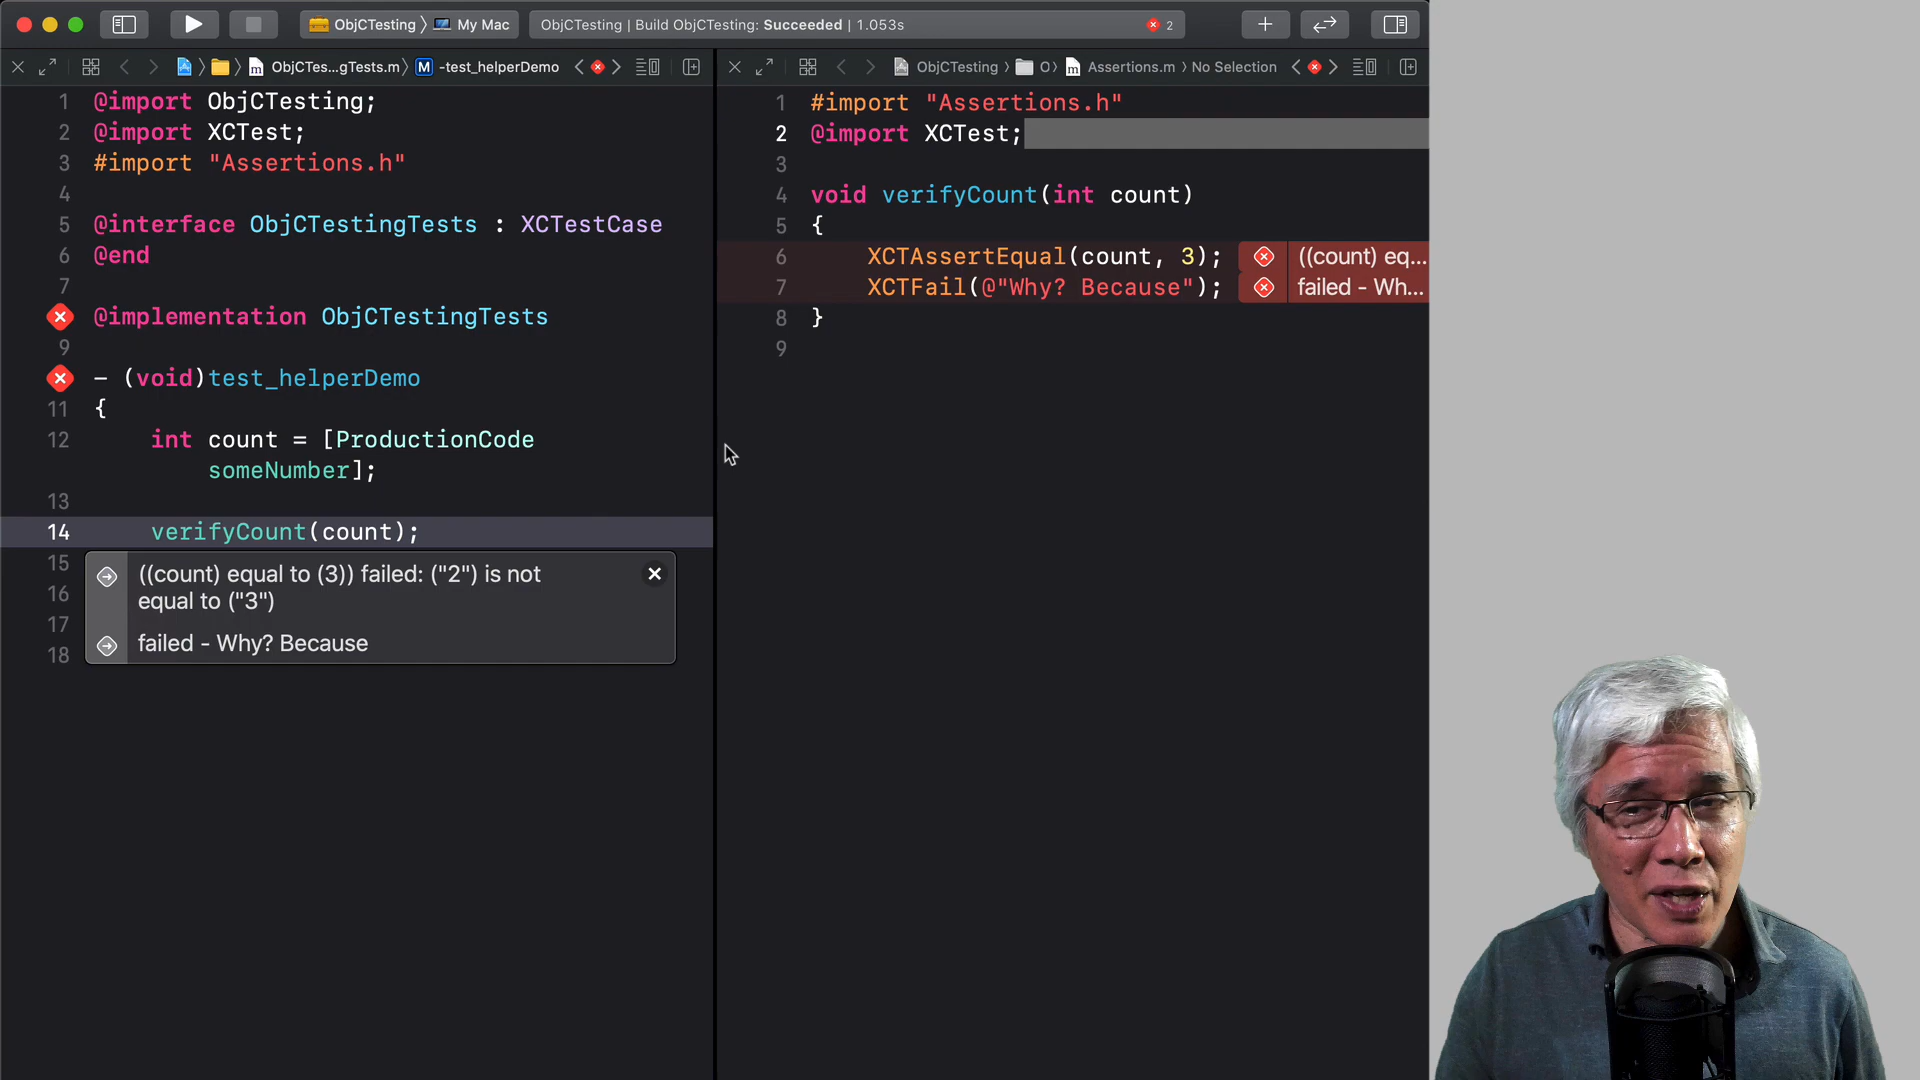 ObjCTesting 〉 My Mac
ObjCTesting | Build ObjCTesting: Succeeded | 1.053s
2
ObjCTes...gTests.m 〉 M -test_helperDemo
1 @import ObjCTesting;
2 @import XCTest;
3 #import "Assertions.h"
4
5 @interface ObjCTestingTests : XCTestCase
6 @end
7
@implementation ObjCTestingTests
9
- (void)test_helperDemo
11 {
12 int count = [ProductionCode
someNumber];
13
14 verifyCount(count);
15
16
17
18
((count) equal to (3)) failed: ("2") is not
equal to ("3")
failed - Why? Because
ObjCTesting 〉 O 〉 m Assertions.m 〉 No Selection
1 #import "Assertions.h"
2 @import XCTest;
3
4 void verifyCount(int count)
5 {
6 XCTAssertEqual(count, 3); ((count) eq...
7 XCTFail(@"Why? Because"); failed - Wh...
8 }
9